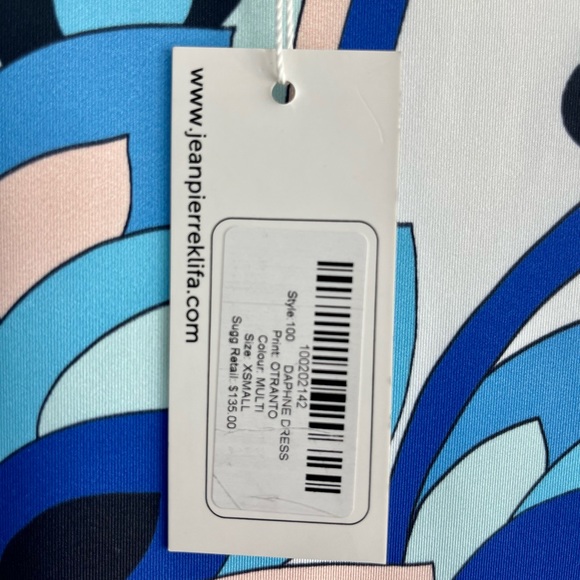 www.jeanpierreklifa.com
100202142
Style 100 DAPHNE DRESS
Print: OTRANTO
Colour: MULTI
Size: XSMALL
Sugg Retail: $135.00